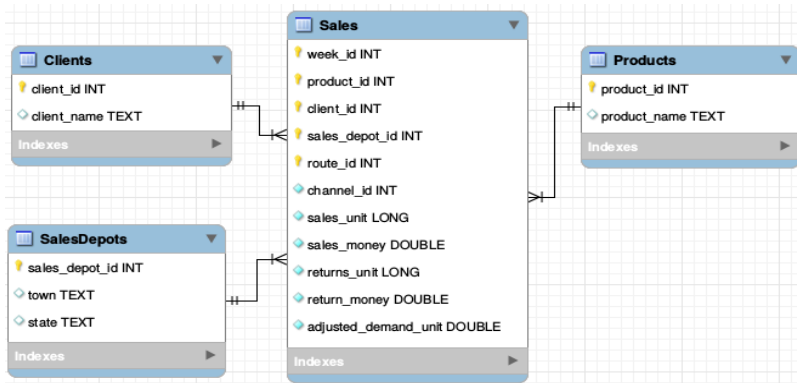 Clients
client_id INT
client_name TEXT
Indexes
SalesDepots
sales_depot_id INT
town TEXT
state TEXT
Indexes
Sales
week_id INT
product_id INT
client_id INT
sales_depot_id INT
route_id INT
channel_id INT
sales_unit LONG
sales_money DOUBLE
returns_unit LONG
return_money DOUBLE
adjusted_demand_unit DOUBLE
Indexes
Products
product_id INT
product_name TEXT
Indexes